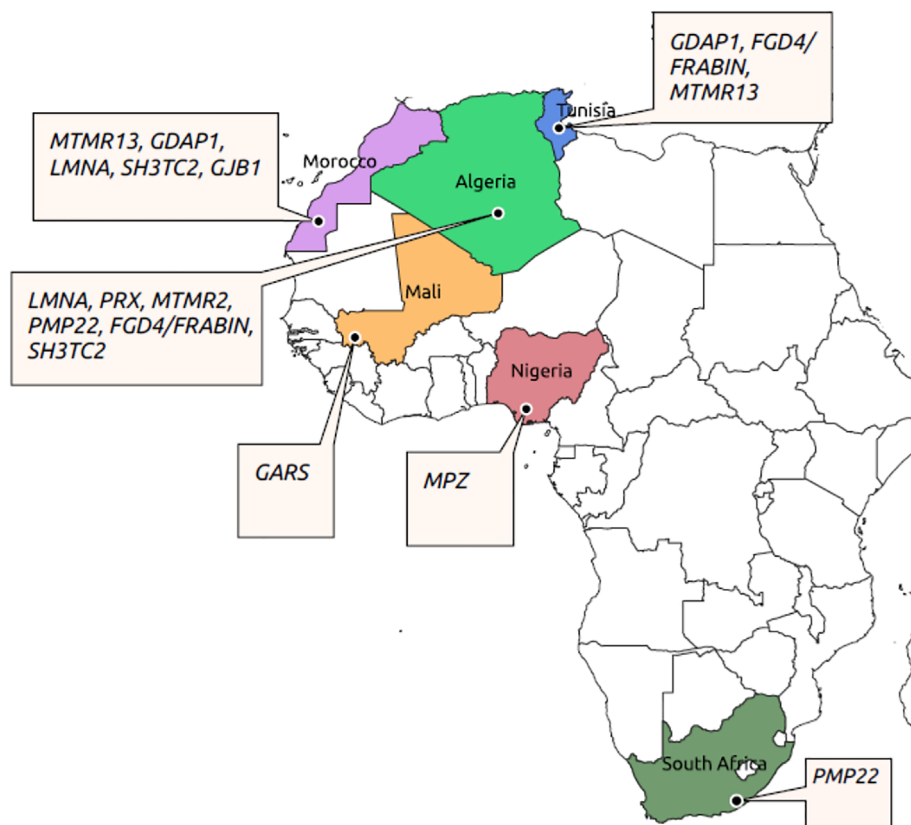 GDAP1, FGD4/
FRABIN,
MTMR13
Tunisia
MTMR13, GDAP1,
LMNA, SH3TC2, GJB1
Morocco
Algeria
LMNA, PRX, MTMR2,
PMP22, FGD4/FRABIN,
SH3TC2
Mali
Nigeria
GARS
MPZ
South Africa
PMP22